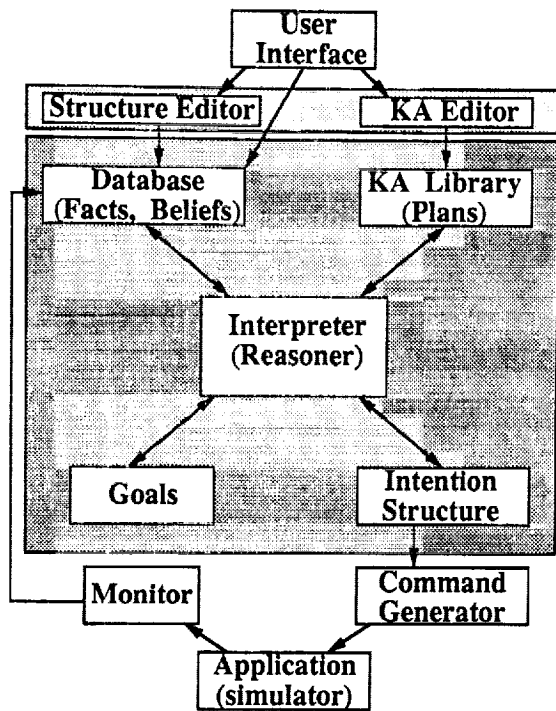 User
Interface
Structure Editor
KA Editor
Database
(Facts, Beliefs)
KA Library
(Plans)
Interpreter
(Reasoner)
Goals
Intention
Structure
Monitor
Command
Generator
Application
(simulator)